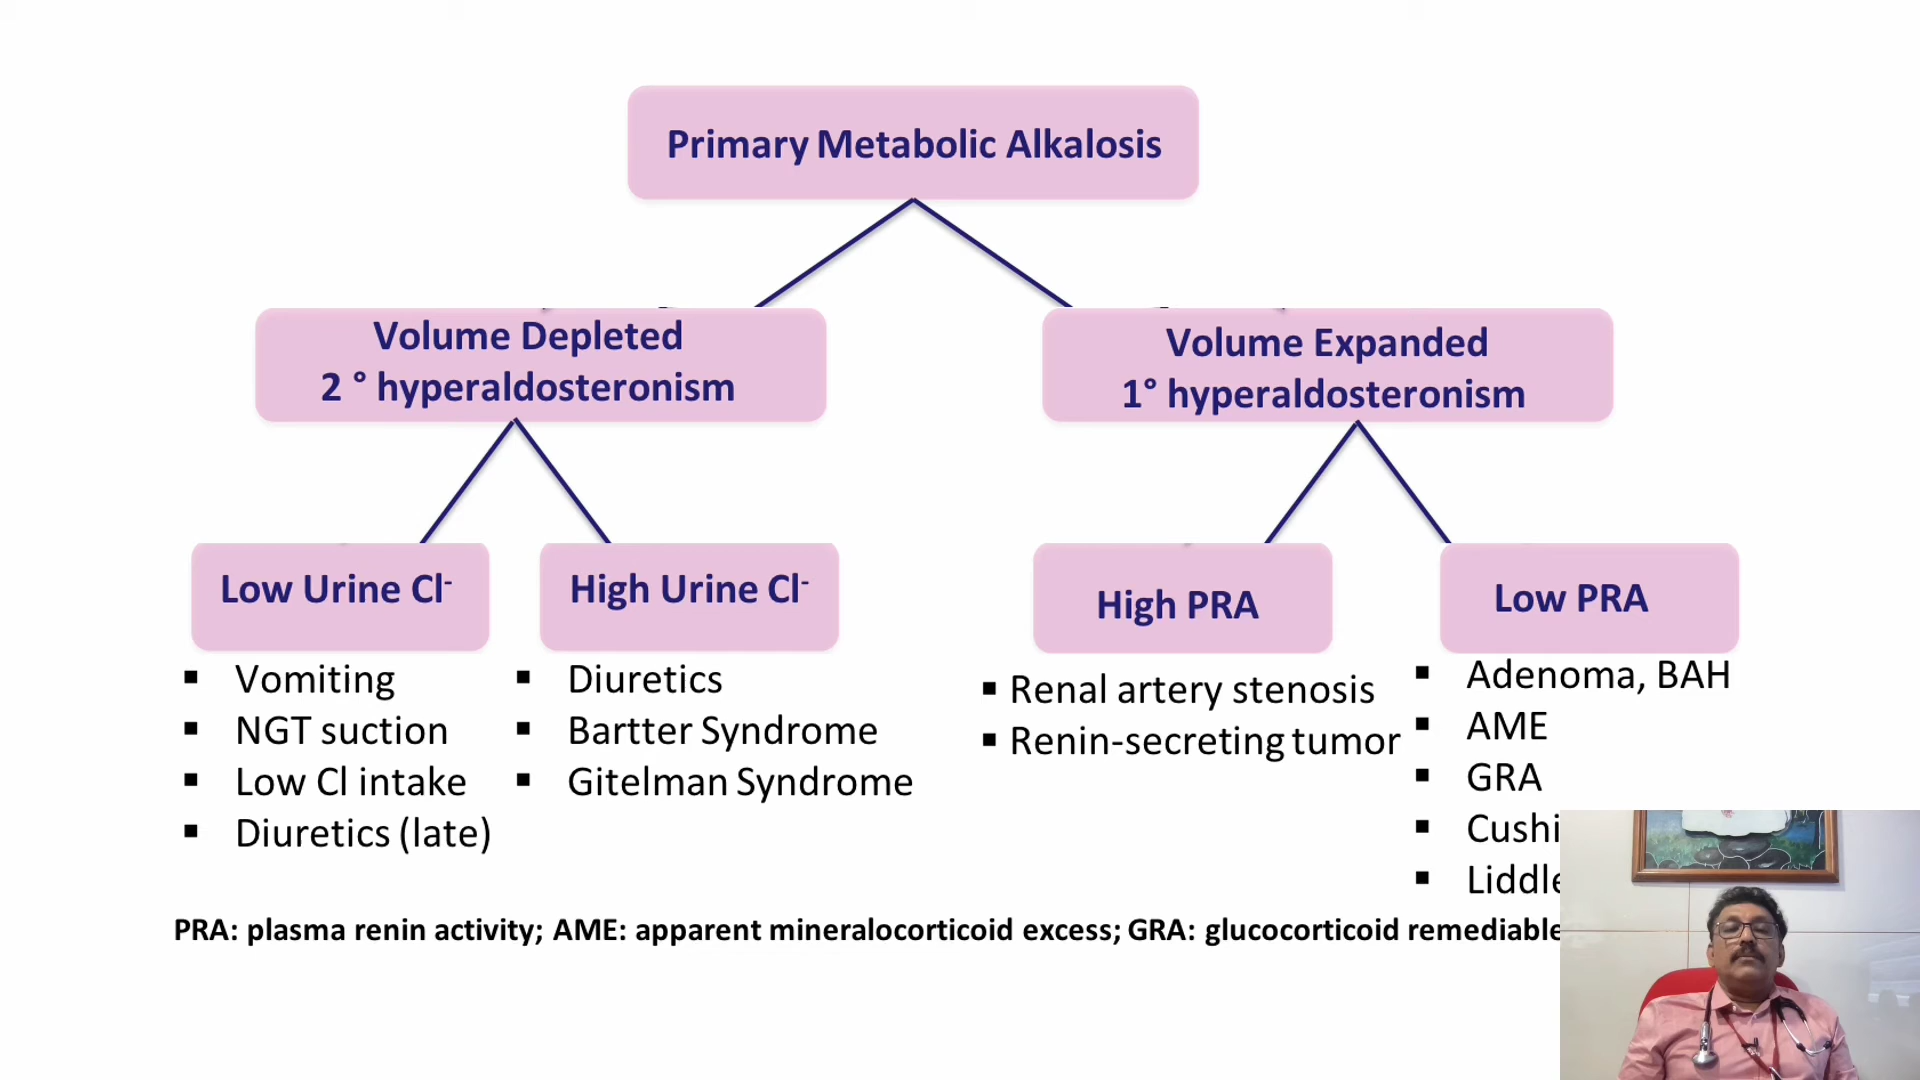 Primary Metabolic Alkalosis
Volume Depleted
2 ° hyperaldosteronism
Volume Expanded
1° hyperaldosteronism
Low Urine Cl-
High Urine Cl-
High PRA
Low PRA
▪ Vomiting
▪ NGT suction
▪ Low Cl intake
▪ Diuretics (late)
▪ Diuretics
▪ Bartter Syndrome
▪ Gitelman Syndrome
▪ Renal artery stenosis
▪ Renin-secreting tumor
▪ Adenoma, BAH
▪ AME
▪ GRA
▪ Cushi
▪ Liddle
PRA: plasma renin activity; AME: apparent mineralocorticoid excess; GRA: glucocorticoid remediable